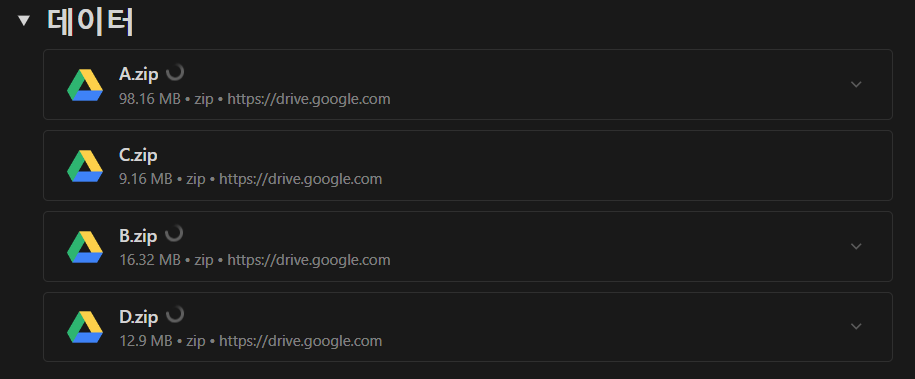 데이터
A.zip
98.16 MB • zip • https://drive.google.com
C.zip
9.16 MB • zip • https://drive.google.com
B.zip
16.32 MB • zip • https://drive.google.com
D.zip
12.9 MB • zip • https://drive.google.com